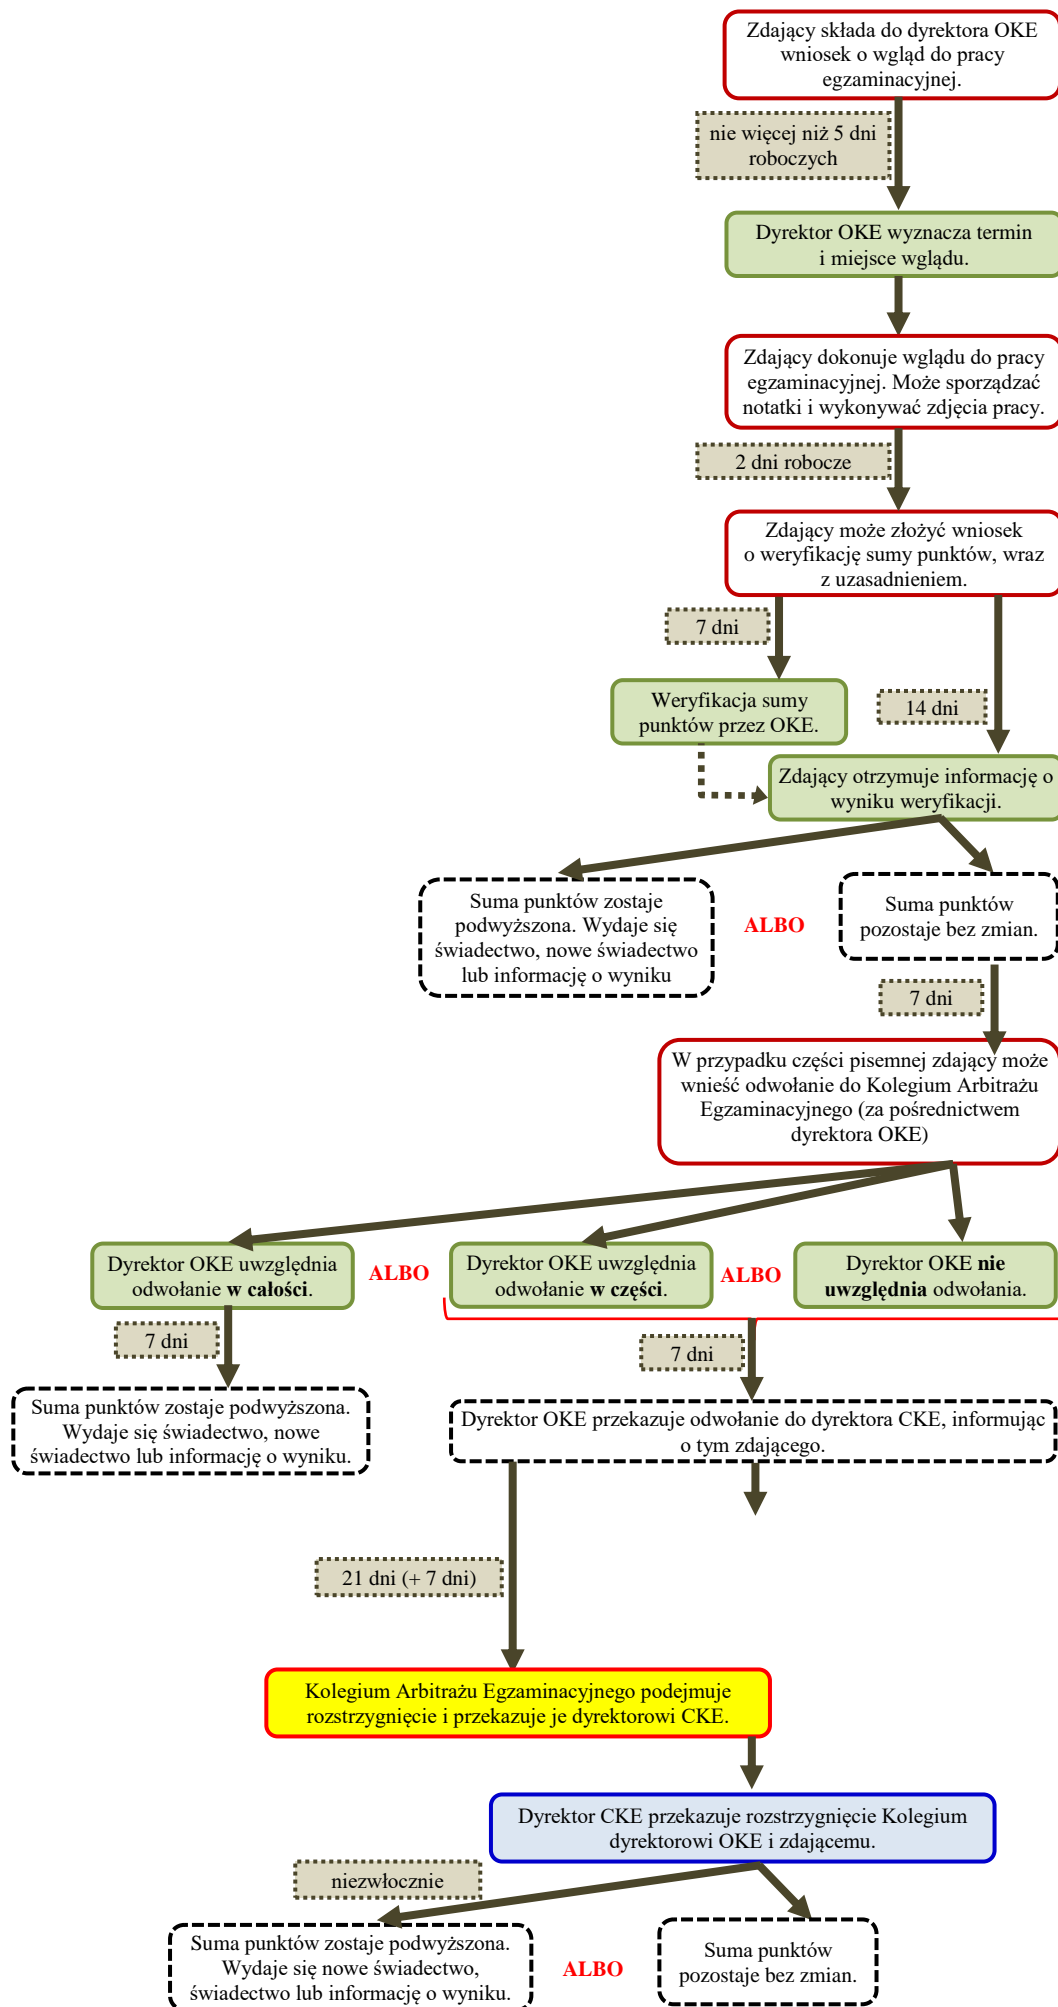 Zdający składa do dyrektora OKE
wniosek o wgląd do pracy
egzaminacyjnej.
nie więcej niż 5 dni
roboczych
Dyrektor OKE wyznacza termin
i miejsce wglądu.
Zdający dokonuje wglądu do pracy
egzaminacyjnej. Może sporządzać
notatki i wykonywać zdjęcia pracy.
2 dni robocze
Zdający może złożyć wniosek
o weryfikację sumy punktów, wraz
z uzasadnieniem.
7 dni
Weryfikacja sumy
punktów przez OKE.
14 dni
Zdający otrzymuje informację o
wyniku weryfikacji.
Suma punktów zostaje
podwyższona. Wydaje się
świadectwo, nowe świadectwo
lub informację o wyniku
ALBO
Suma punktów
pozostaje bez zmian.
7 dni
W przypadku części pisemnej zdający może
wnieść odwołanie do Kolegium Arbitrażu
Egzaminacyjnego (za pośrednictwem
dyrektora OKE)
Dyrektor OKE uwzględnia
odwołanie w całości.
ALBO
Dyrektor OKE uwzględnia
odwołanie w części.
ALBO
Dyrektor OKE nie
uwzględnia odwołania.
7 dni
7 dni
Suma punktów zostaje podwyższona.
Wydaje się świadectwo, nowe
świadectwo lub informację o wyniku.
Dyrektor OKE przekazuje odwołanie do dyrektora CKE, informując
o tym zdającego.
21 dni (+ 7 dni)
Kolegium Arbitrażu Egzaminacyjnego podejmuje
rozstrzygnięcie i przekazuje je dyrektorowi CKE.
Dyrektor CKE przekazuje rozstrzygnięcie Kolegium
dyrektorowi OKE i zdającemu.
niezwłocznie
Suma punktów zostaje podwyższona.
Wydaje się nowe świadectwo,
świadectwo lub informację o wyniku.
ALBO
Suma punktów
pozostaje bez zmian.